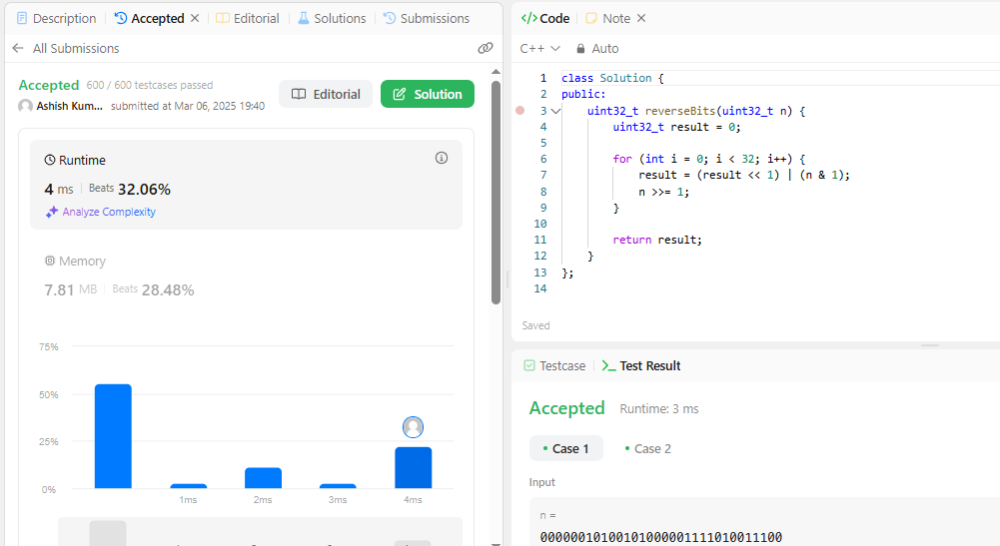 Description
Accepted
Editorial
Solutions
Submissions
All Submissions
Accepted 600 / 600 testcases passed
Ashish Kum... submitted at Mar 06, 2025 19:40
Editorial
Solution
Runtime
4 ms Beats 32.06%
Analyze Complexity
Memory
7.81 MB Beats 28.48%
75%
50%
25%
0%
1ms 2ms 3ms 4ms
</> Code
Note
C++ Auto
1 class Solution {
2 public:
3 uint32_t reverseBits(uint32_t n) {
4 uint32_t result = 0;
5
6 for (int i = 0; i < 32; i++) {
7 result = (result << 1) | (n & 1);
8 n >>= 1;
9 }
10
11 return result;
12 }
13 };
14
Saved
Testcase
Test Result
Accepted Runtime: 3 ms
Case 1 Case 2
Input
n =
00000010100101000001111010011100